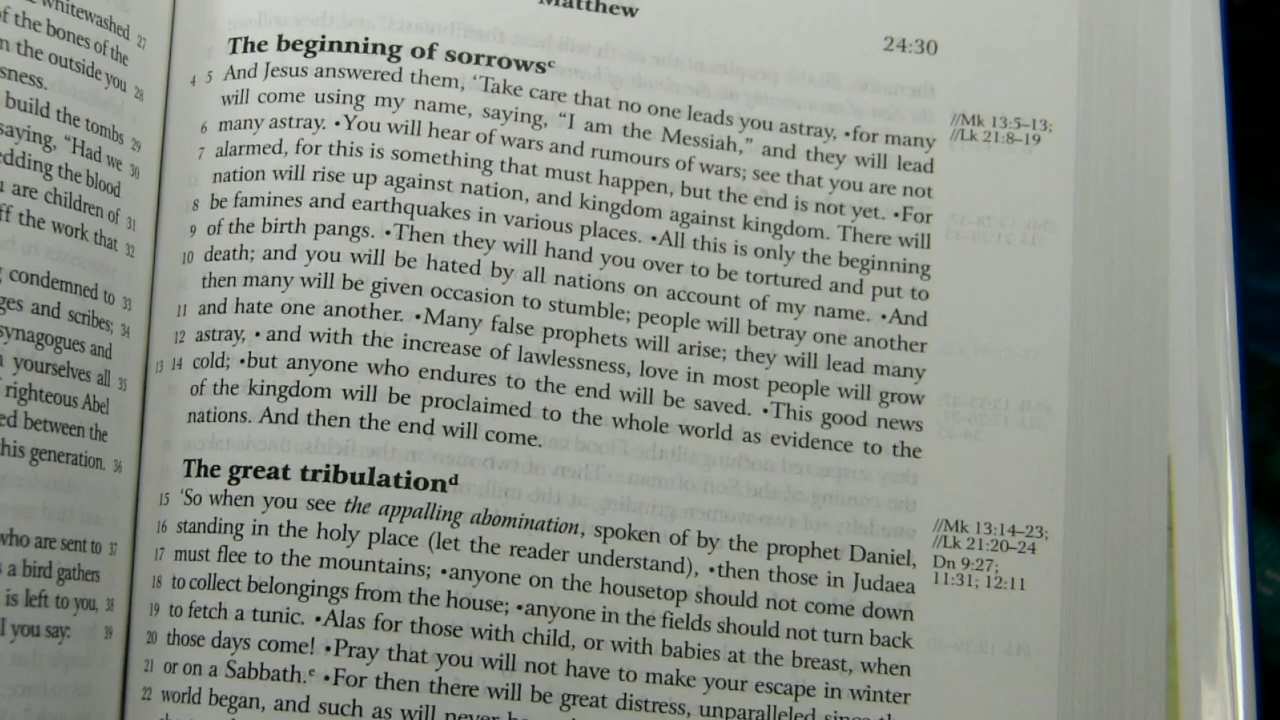 whitewashed 27
of the bones of the
n the outside you 28
sness.
build the tombs 29
saying, "Had we 30
edding the blood
are children of 31
ff the work that 32
condemned to 33
ges and scribes; 34
synagogues and
yourselves all 35
righteous Abel
ed between the
his generation. 36
who are sent to 37
a bird gathers
is left to you, 38
I you say: 39
Matthew
24:30
The beginning of sorrowsc
4 5 And Jesus answered them, 'Take care that no one leads you astray, •for many
will come using my name, saying, "I am the Messiah," and they will lead
6 many astray. •You will hear of wars and rumours of wars; see that you are not
7 alarmed, for this is something that must happen, but the end is not yet. •For
nation will rise up against nation, and kingdom against kingdom. There will
8 be famines and earthquakes in various places. •All this is only the beginning
9 of the birth pangs. •Then they will hand you over to be tortured and put to
10 death; and you will be hated by all nations on account of my name. •And
then many will be given occasion to stumble; people will betray one another
11 and hate one another. •Many false prophets will arise; they will lead many
12 astray, • and with the increase of lawlessness, love in most people will grow
13 14 cold; •but anyone who endures to the end will be saved. •This good news
of the kingdom will be proclaimed to the whole world as evidence to the
nations. And then the end will come.
The great tribulationd
15 'So when you see the appalling abomination, spoken of by the prophet Daniel,
16 standing in the holy place (let the reader understand), •then those in Judaea
17 must flee to the mountains; •anyone on the housetop should not come down
18 to collect belongings from the house; •anyone in the fields should not turn back
19 to fetch a tunic. •Alas for those with child, or with babies at the breast, when
20 those days come! •Pray that you will not have to make your escape in winter
21 or on a Sabbath.e •For then there will be great distress, unparalleled since
22 world began, and such as will never
//Mk 13:5–13;
//Lk 21:8–19
//Mk 13:14–23;
//Lk 21:20–24
Dn 9:27;
11:31; 12:11